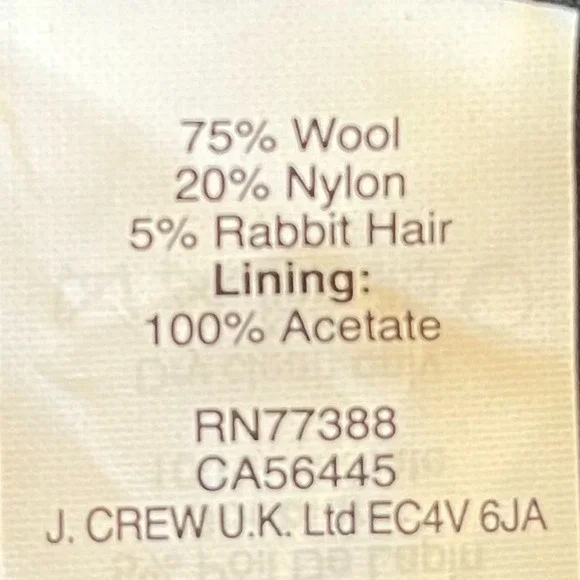 75% Wool
20% Nylon
5% Rabbit Hair
Lining:
100% Acetate
RN77388
CA56445
J. CREW U.K. Ltd EC4V 6JA